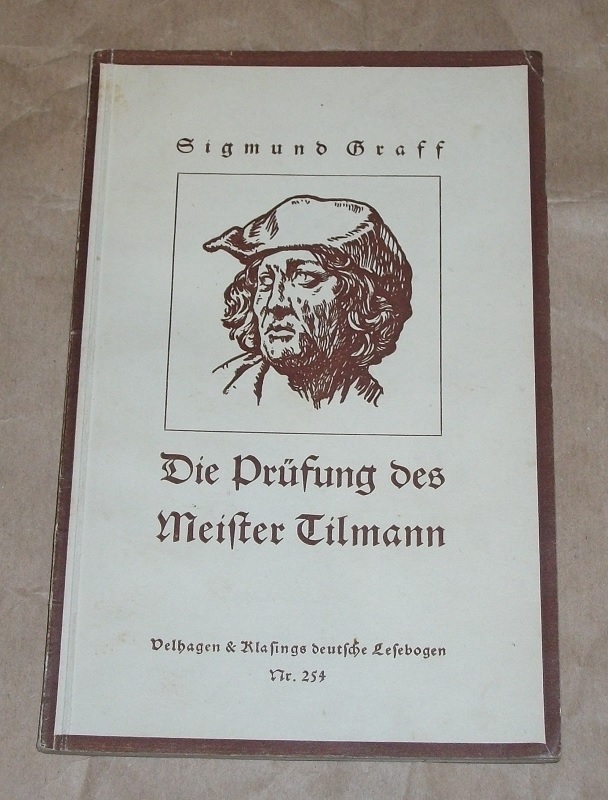 Sigmund Graff
Die Prüfung des
Meister Tilmann
Velhagen & Klasings deutsche Lesebogen
Nr. 254